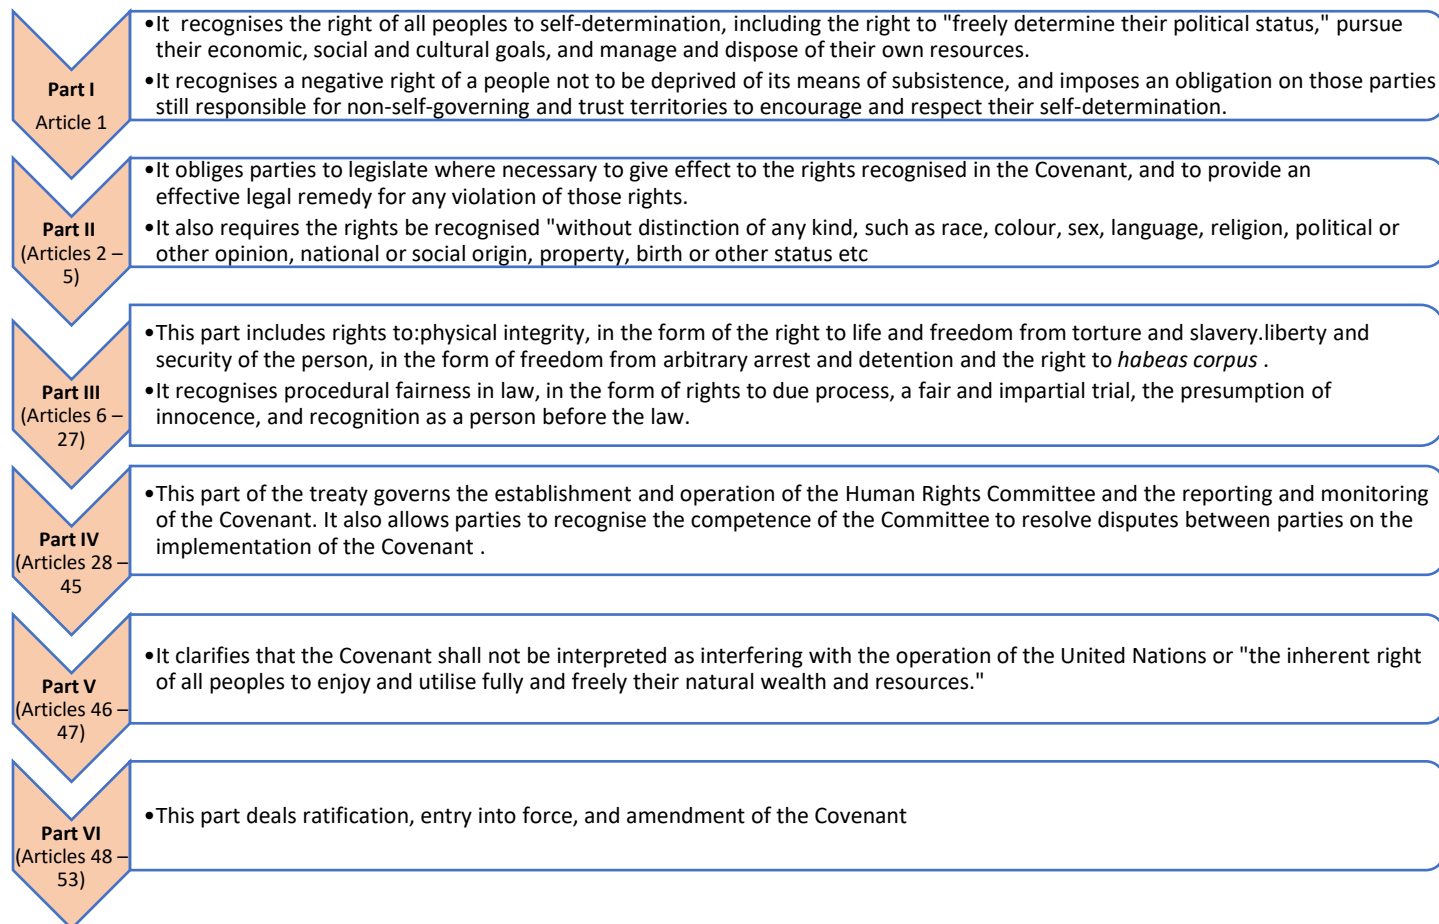 Part I
Article 1
•It  recognises the right of all peoples to self-determination, including the right to "freely determine their political status," pursue
their economic, social and cultural goals, and manage and dispose of their own resources.
•It recognises a negative right of a people not to be deprived of its means of subsistence, and imposes an obligation on those parties
still responsible for non-self-governing and trust territories to encourage and respect their self-determination.
Part II
(Articles 2 –
5)
•It obliges parties to legislate where necessary to give effect to the rights recognised in the Covenant, and to provide an
effective legal remedy for any violation of those rights.
•It also requires the rights be recognised "without distinction of any kind, such as race, colour, sex, language, religion, political or
other opinion, national or social origin, property, birth or other status etc
Part III
(Articles 6 –
27)
•This part includes rights to:physical integrity, in the form of the right to life and freedom from torture and slavery.liberty and
security of the person, in the form of freedom from arbitrary arrest and detention and the right to habeas corpus .
•It recognises procedural fairness in law, in the form of rights to due process, a fair and impartial trial, the presumption of
innocence, and recognition as a person before the law.
Part IV
(Articles 28 –
45
•This part of the treaty governs the establishment and operation of the Human Rights Committee and the reporting and monitoring
of the Covenant. It also allows parties to recognise the competence of the Committee to resolve disputes between parties on the
implementation of the Covenant .
Part V
(Articles 46 –
47)
•It clarifies that the Covenant shall not be interpreted as interfering with the operation of the United Nations or "the inherent right
of all peoples to enjoy and utilise fully and freely their natural wealth and resources."
Part VI
(Articles 48 –
53)
•This part deals ratification, entry into force, and amendment of the Covenant